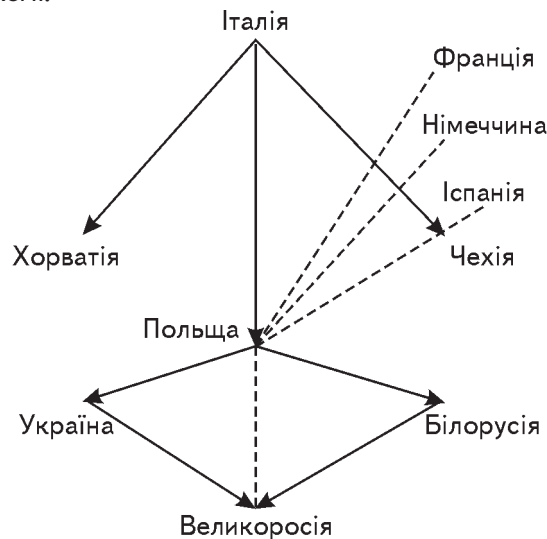 Італія
Франція
Німеччина
Іспанія
Хорватія
Чехія
Польща
Україна
Білорусія
Великоросія